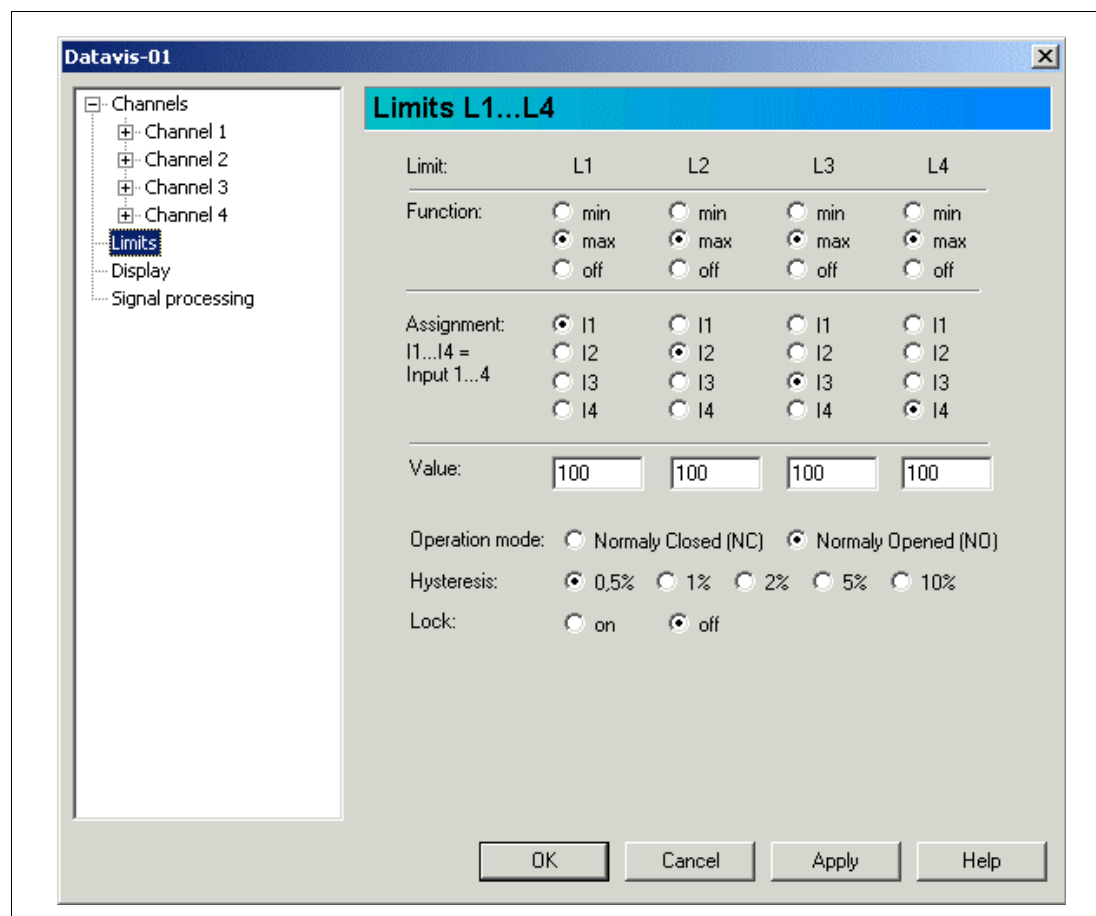 Datavis-01
Channels
Channel 1
Channel 2
Channel 3
Channel 4
Limits
Display
Signal processing
Limits L1...L4
Limit: L1 L2 L3 L4
Function: min min min min
max max max max
off off off off
Assignment: I1 I1 I1 I1
I1...I4 = I2 I2 I2 I2
Input 1...4 I3 I3 I3 I3
I4 I4 I4 I4
Value: 100 100 100 100
Operation mode: Normaly Closed (NC) Normaly Opened (NO)
Hysteresis: 0,5% 1% 2% 5% 10%
Lock: on off
OK Cancel Apply Help